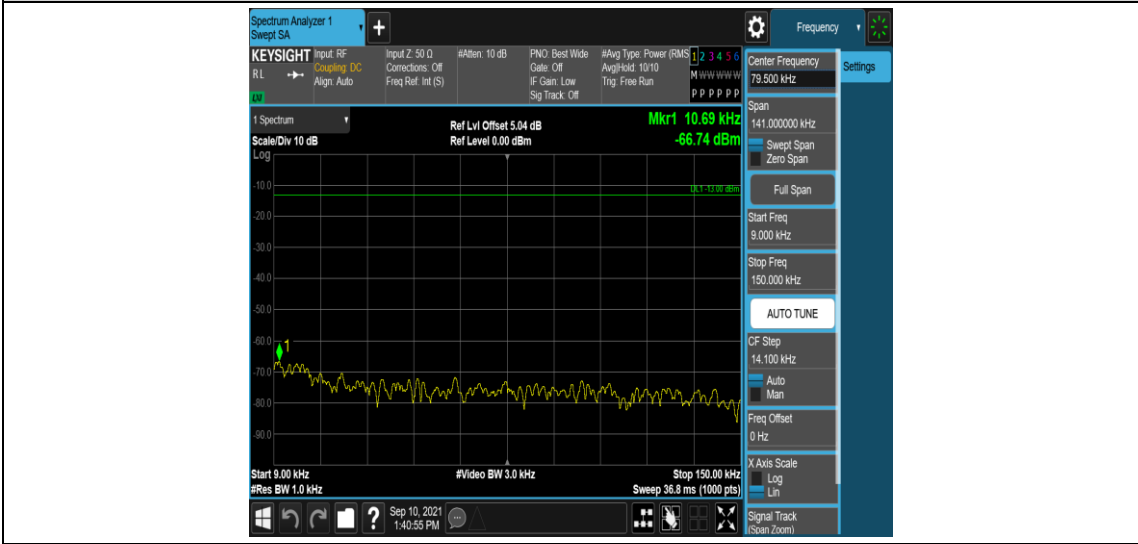 Spectrum Analyzer 1
Swept SA
+
Frequency
KEYSIGHT
RL
Input: RF
Coupling: DC
Align: Auto
Input Z: 50 Ω
Corrections: Off
Freq Ref: Int (S)
#Atten: 10 dB
PNO: Best Wide
Gate: Off
IF Gain: Low
Sig Track: Off
#Avg Type: Power (RMS
Avg|Hold: 10/10
Trig: Free Run
1 2 3 4 5 6
M W W W W W
P P P P P P
Settings
1 Spectrum
Scale/Div 10 dB
Log
Ref Lvl Offset 5.04 dB
Ref Level 0.00 dBm
Mkr1 10.69 kHz
-66.74 dBm
DL1 -13.00 dBm
-10.0
-20.0
-30.0
-40.0
-50.0
-60.0
1
-70.0
-80.0
-90.0
Start 9.00 kHz
#Video BW 3.0 kHz
Stop 150.00 kHz
#Res BW 1.0 kHz
Sweep 36.8 ms (1000 pts)
Center Frequency
79.500 kHz
Span
141.000000 kHz
Swept Span
Zero Span
Full Span
Start Freq
9.000 kHz
Stop Freq
150.000 kHz
AUTO TUNE
CF Step
14.100 kHz
Auto
Man
Freq Offset
0 Hz
X Axis Scale
Log
Lin
Signal Track
(Span Zoom)
?
Sep 10, 2021
1:40:55 PM